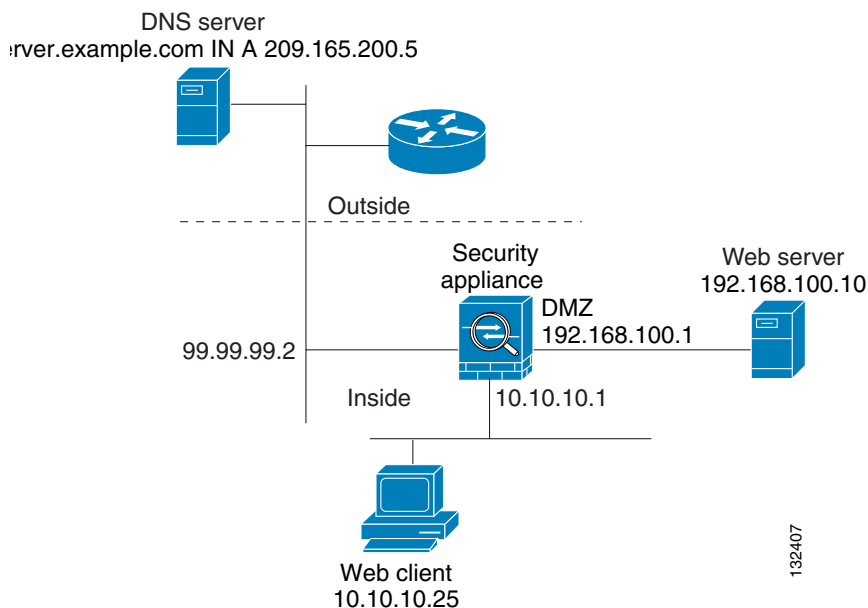 DNS server
erver.example.com IN A 209.165.200.5
Outside
Security
appliance
Web server
192.168.100.10
DMZ
192.168.100.1
99.99.99.2
Inside
10.10.10.1
Web client
10.10.10.25
132407